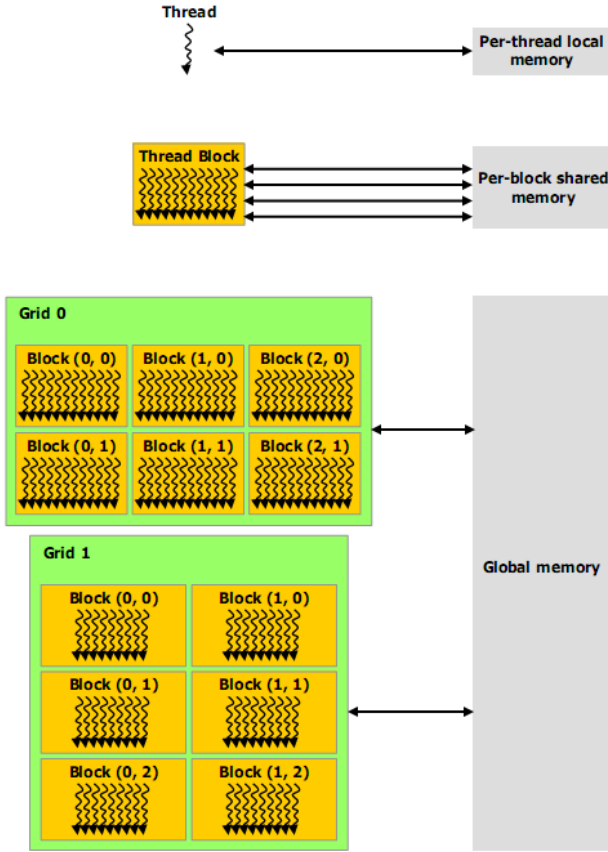 Thread
Per-thread local
memory
Thread Block
Per-block shared
memory
Grid 0
Block (0, 0)
Block (1, 0)
Block (2, 0)
Block (0, 1)
Block (1, 1)
Block (2, 1)
Global memory
Grid 1
Block (0, 0)
Block (1, 0)
Block (0, 1)
Block (1, 1)
Block (0, 2)
Block (1, 2)